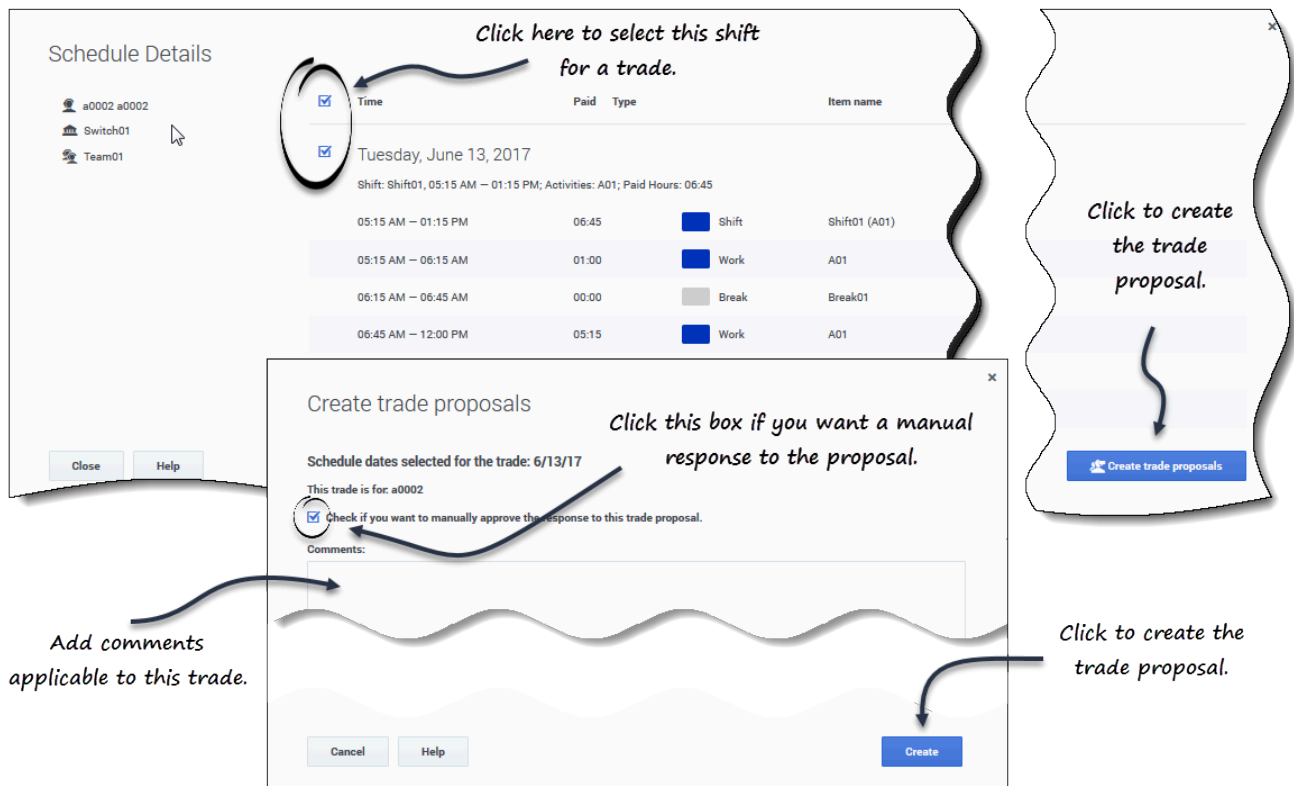 Schedule Details
a0002 a0002
Switch01
Team01
Click here to select this shift
for a trade.
Time Paid Type Item name
Tuesday, June 13, 2017
Shift: Shift01, 05:15 AM — 01:15 PM; Activities: A01; Paid Hours: 06:45
05:15 AM — 01:15 PM 06:45 Shift Shift01 (A01)
05:15 AM — 06:15 AM 01:00 Work A01
06:15 AM — 06:45 AM 00:00 Break Break01
06:45 AM — 12:00 PM 05:15 Work A01
Close Help
×
Click to create
the trade
proposal.
Create trade proposals
×
Create trade proposals
Click this box if you want a manual
response to the proposal.
Schedule dates selected for the trade: 6/13/17
This trade is for: a0002
Check if you want to manually approve the response to this trade proposal.
Comments:
Add comments
applicable to this trade.
Click to create the
trade proposal.
Cancel Help Create